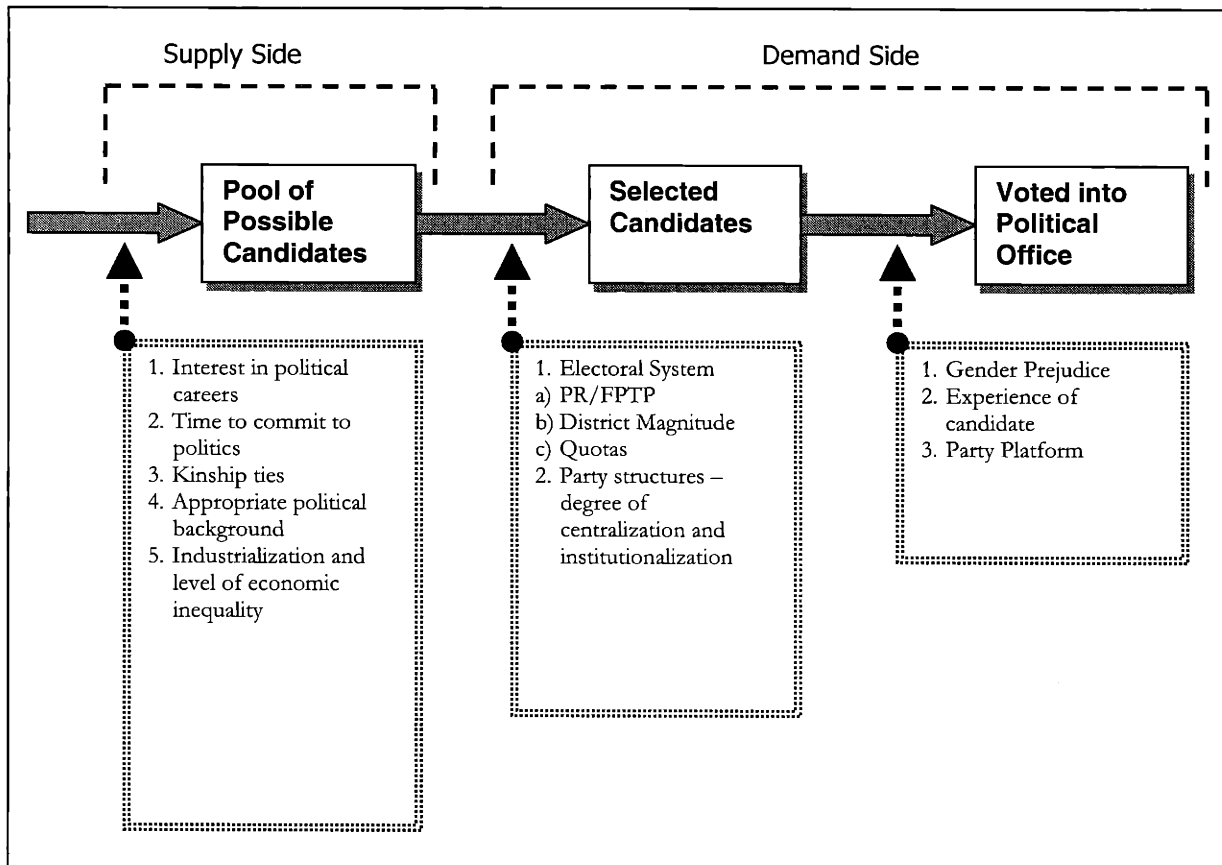 Supply Side
Demand Side
Pool of
Possible
Candidates
Selected
Candidates
Voted into
Political
Office
1. Interest in political
careers
2. Time to commit to
politics
3. Kinship ties
4. Appropriate political
background
5. Industrialization and
level of economic
inequality
1. Electoral System
a) PR/FPTP
b) District Magnitude
c) Quotas
2. Party structures –
degree of
centralization and
institutionalization
1. Gender Prejudice
2. Experience of
candidate
3. Party Platform